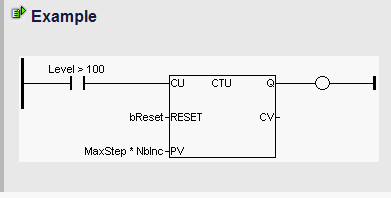 Example
Level > 100
CU CTU Q
bReset RESET CV
MaxStep * NbInc PV